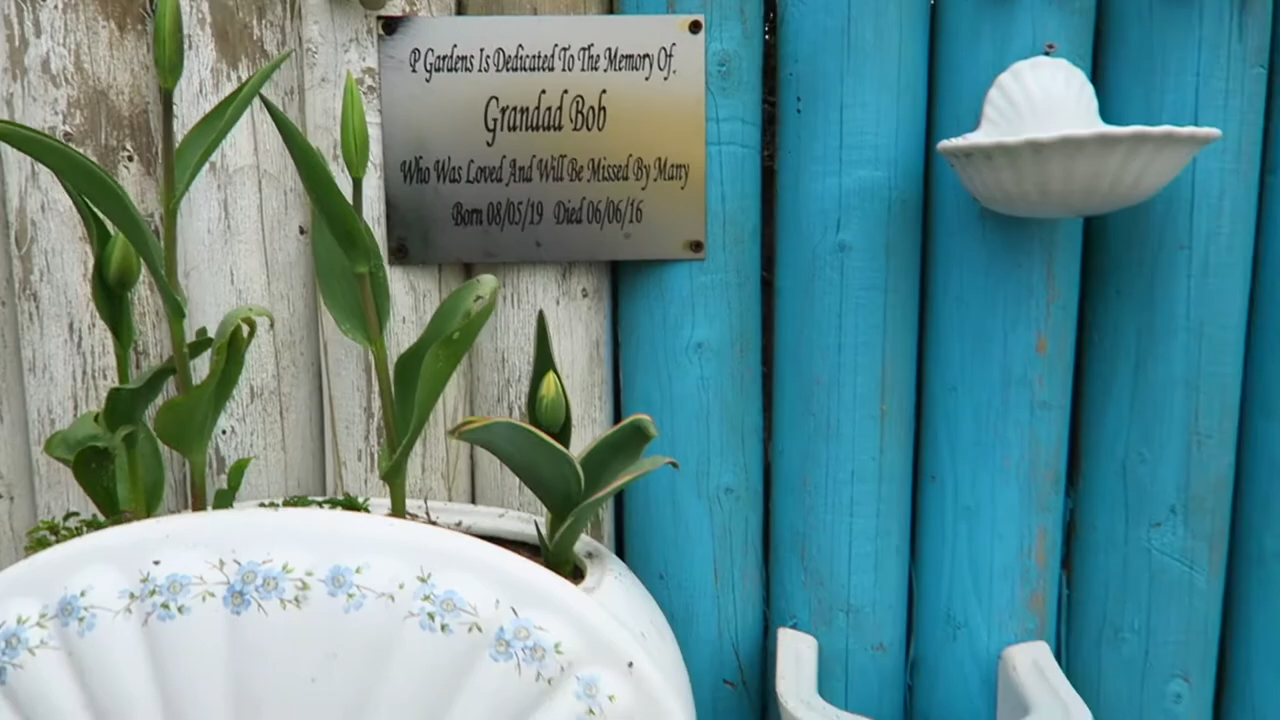 P Gardens Is Dedicated To The Memory Of.
Grandad Bob
Who Was Loved And Will Be Missed By Many
Born 08/05/19 Died 06/06/16